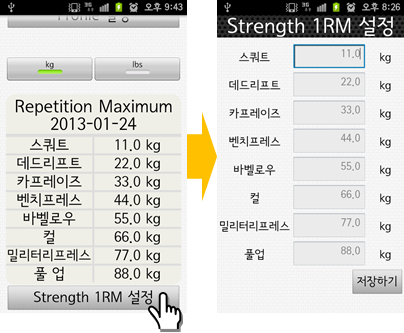 오후 9:43
Profile 설정
kg
lbs
Repetition Maximum
2013-01-24
스쿼트 11.0 kg
데드리프트 22.0 kg
카프레이즈 33.0 kg
벤치프레스 44.0 kg
바벨로우 55.0 kg
컬 66.0 kg
밀리터리프레스 77.0 kg
풀 업 88.0 kg
Strength 1RM 설정
오후 8:26
Strength 1RM 설정
스쿼트 11.0 kg
데드리프트 22.0 kg
카프레이즈 33.0 kg
벤치프레스 44.0 kg
바벨로우 55.0 kg
컬 66.0 kg
밀리터리프레스 77.0 kg
풀업 88.0 kg
저장하기